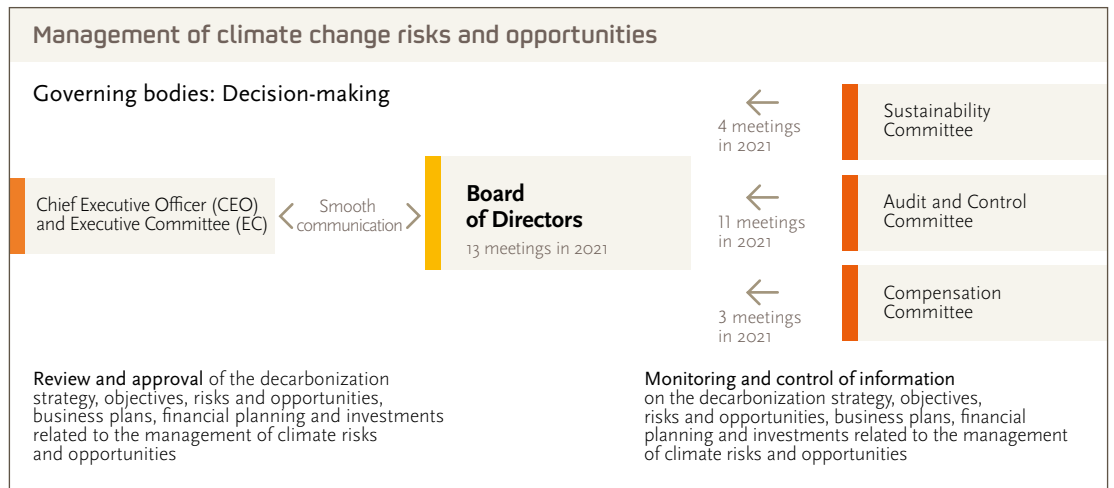 Management of climate change risks and opportunities
Governing bodies: Decision-making
Chief Executive Officer (CEO)
and Executive Committee (EC)
Smooth
communication
Board
of Directors
13 meetings in 2021
4 meetings
in 2021
Sustainability
Committee
11 meetings
in 2021
Audit and Control
Committee
3 meetings
in 2021
Compensation
Committee
Review and approval of the decarbonization
strategy, objectives, risks and opportunities,
business plans, financial planning and investments
related to the management of climate risks
and opportunities
Monitoring and control of information
on the decarbonization strategy, objectives,
risks and opportunities, business plans, financial
planning and investments related to the management
of climate risks and opportunities